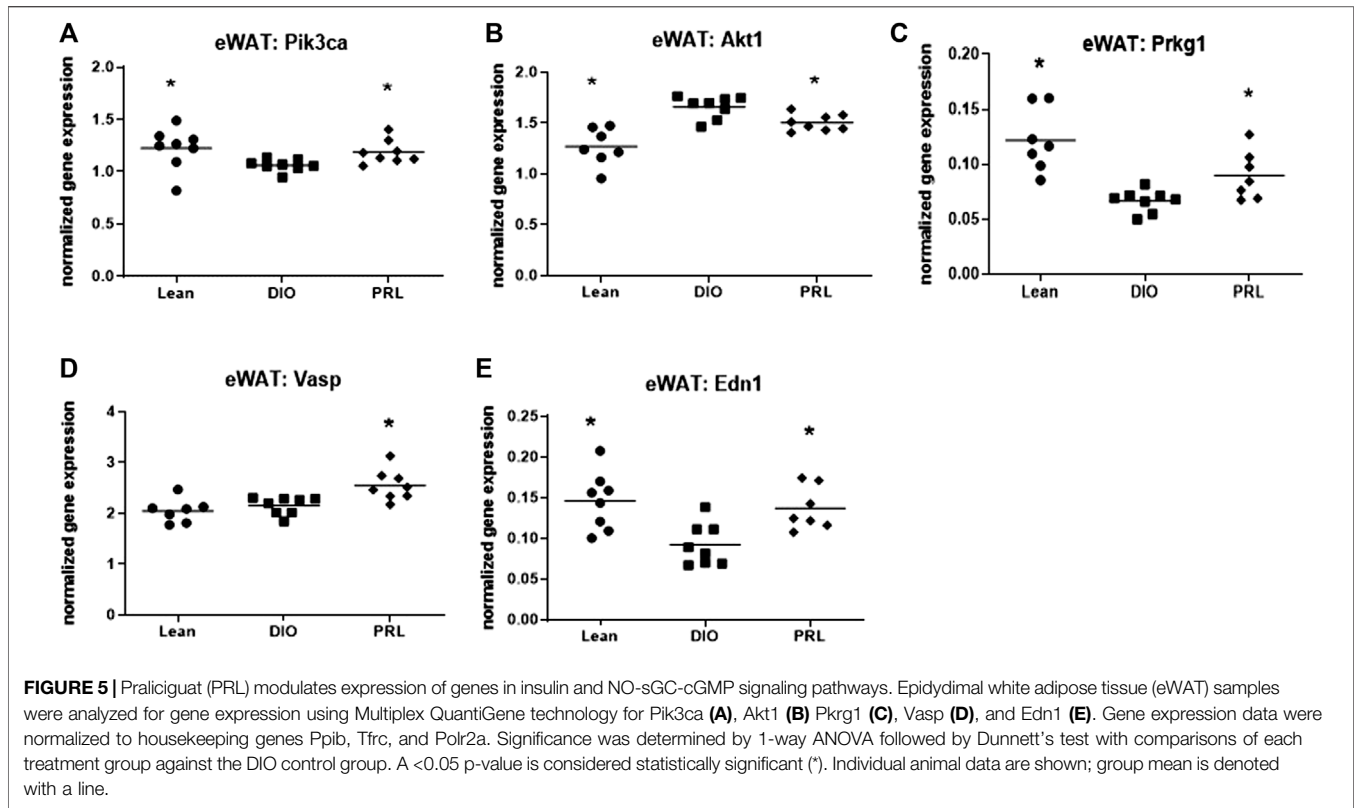 A
eWAT: Pik3ca
normalized gene expression
2.0
1.5
1.0
0.5
0.0
*
*
Lean DIO PRL
B
eWAT: Akt1
normalized gene expression
2.0
1.5
1.0
0.5
0.0
*
*
Lean DIO PRL
C
eWAT: Prkg1
normalized gene expression
0.20
0.15
0.10
0.05
0.00
*
*
Lean DIO PRL
D
eWAT: Vasp
normalized gene expression
4
3
2
1
0
*
Lean DIO PRL
E
eWAT: Edn1
normalized gene expression
0.25
0.20
0.15
0.10
0.05
0.00
*
*
Lean DIO PRL
FIGURE 5 | Praliciguat (PRL) modulates expression of genes in insulin and NO-sGC-cGMP signaling pathways. Epidydimal white adipose tissue (eWAT) samples
were analyzed for gene expression using Multiplex QuantiGene technology for Pik3ca (A), Akt1 (B) Pkrg1 (C), Vasp (D), and Edn1 (E). Gene expression data were
normalized to housekeeping genes Ppib, Tfrc, and Polr2a. Significance was determined by 1-way ANOVA followed by Dunnett's test with comparisons of each
treatment group against the DIO control group. A <0.05 p-value is considered statistically significant (*). Individual animal data are shown; group mean is denoted
with a line.